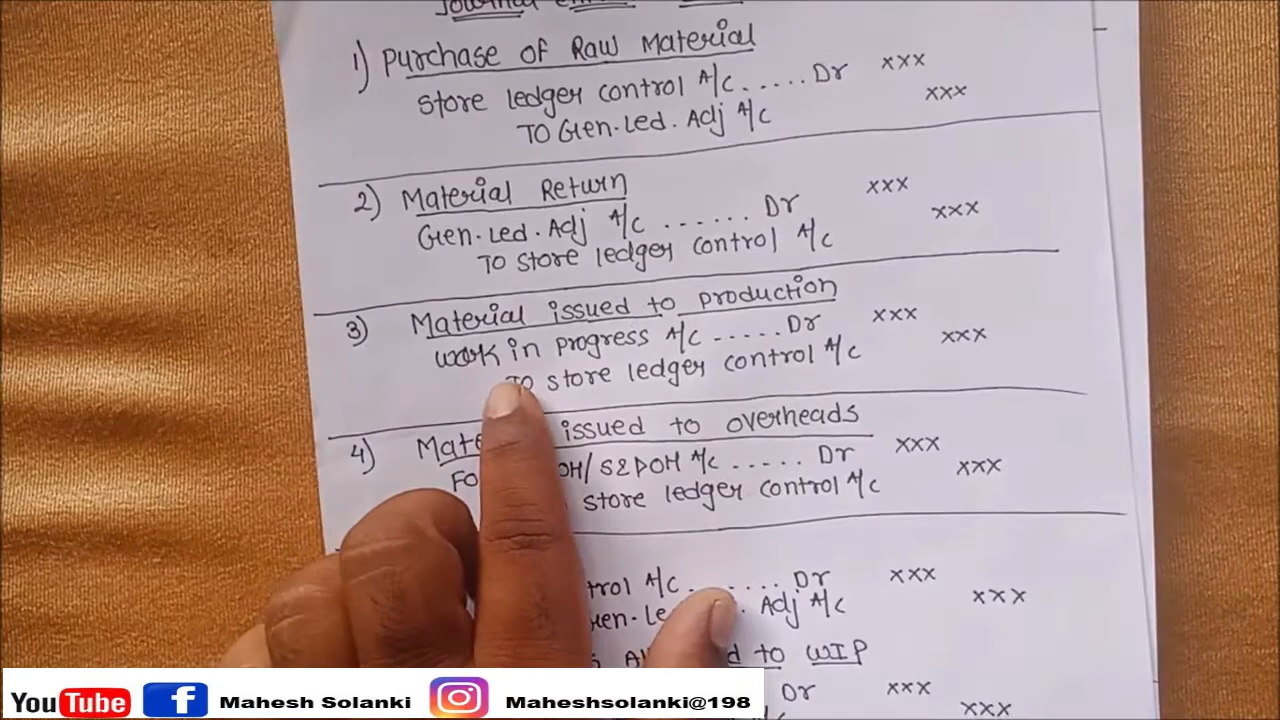 Journal
1) Purchase of Raw Material
Store ledger control A/c ..... Dr xxx
To Gen. Led. Adj A/c xxx
2) Material Return
Gen. Led. Adj A/c ...... Dr xxx
To Store ledger control A/c xxx
3) Material issued to production
work in progress A/c ..... Dr xxx
To store ledger control A/c xxx
4) issued to overheads
OH/ S&DOH A/c ..... Dr xxx
store ledger control A/c xxx
A/c ....... Dr xxx
Adj A/c xxx
to WIP
Dr xxx
xxx
YouTube f Mahesh Solanki Maheshsolanki@198